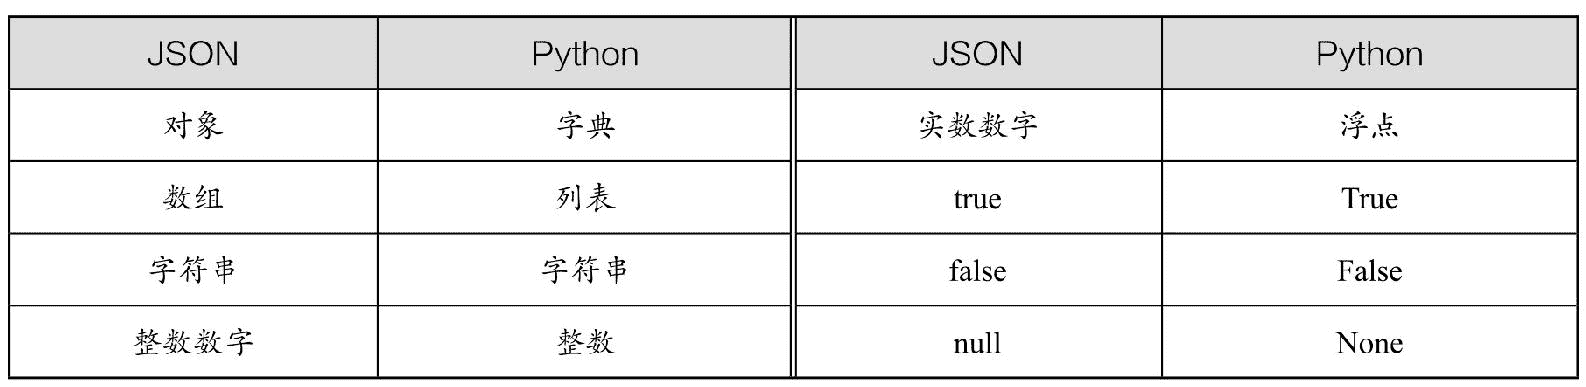 JSON Python JSON Python
对象 字典 实数数字 浮点
数组 列表 true True
字符串 字符串 false False
整数数字 整数 null None